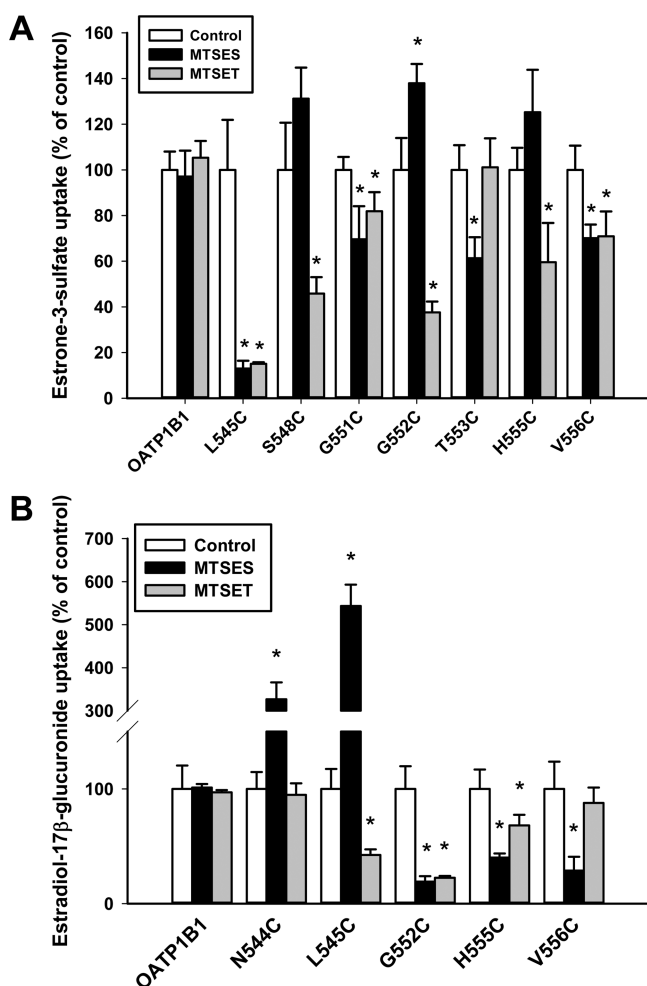 A
Estrone-3-sulfate uptake (% of control)
160
140
120
100
80
60
40
20
0
Control
MTSES
MTSET
* * * * * * * * * * *
OATP1B1 L545C S548C G551C G552C T553C H555C V556C
B
Estradiol-17β-glucuronide uptake (% of control)
700
600
500
400
300
100
0
Control
MTSES
MTSET
* * * * * * * *
OATP1B1 N544C L545C G552C H555C V556C